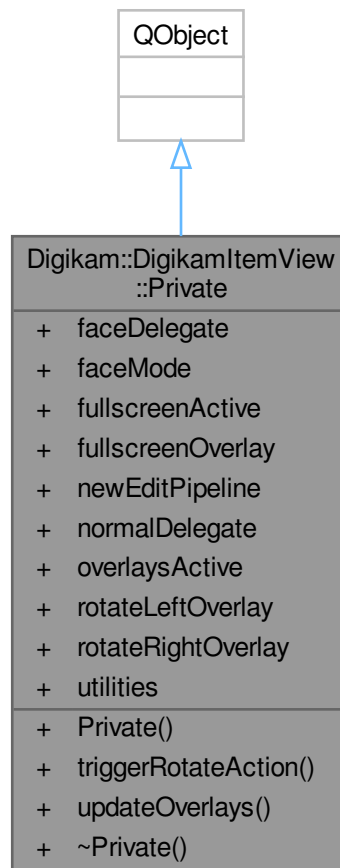 QObject
Digikam::DigikamItemView
::Private
+ faceDelegate
+ faceMode
+ fullscreenActive
+ fullscreenOverlay
+ newEditPipeline
+ normalDelegate
+ overlaysActive
+ rotateLeftOverlay
+ rotateRightOverlay
+ utilities
+ Private()
+ triggerRotateAction()
+ updateOverlays()
+ ~Private()